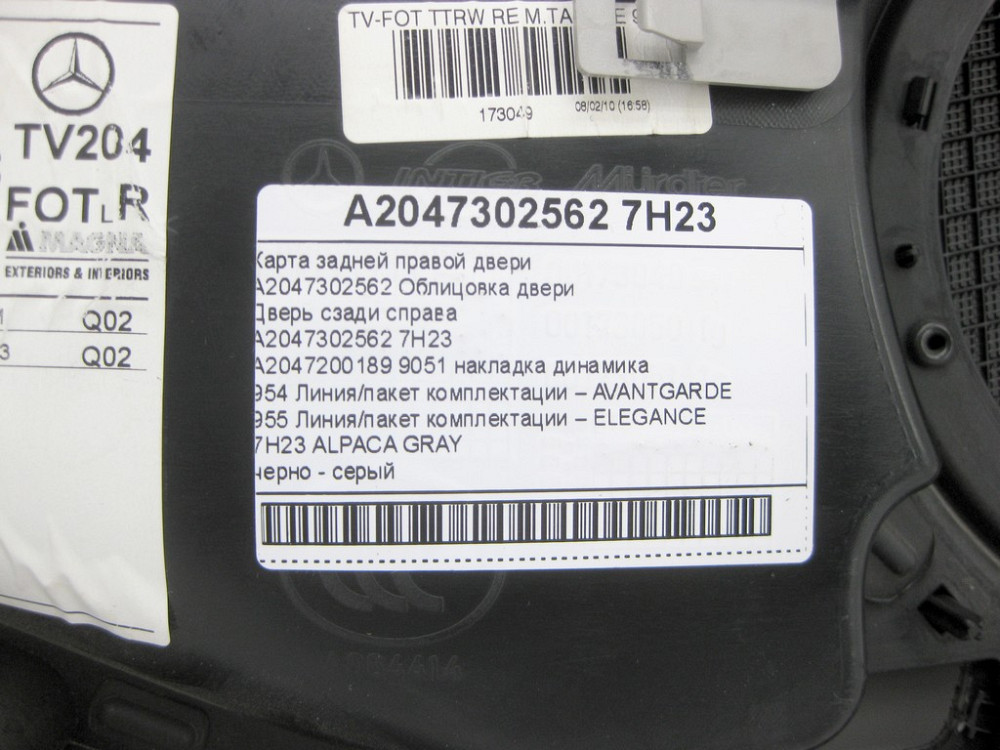 TV204
FOT L R
MAGNA
EXTERIORS & INTERIORS
Q02
3 Q02
TV-FOT TTRW RE M.TA
173049 08/02/10 (16:58)
INTIER
A2047302562 7H23
Карта задней правой двери
A2047302562 Облицовка двери
Дверь сзади справа
A2047302562 7H23
A2047200189 9051 накладка динамика
954 Линия/пакет комплектации – AVANTGARDE
955 Линия/пакет комплектации – ELEGANCE
7H23 ALPACA GRAY
черно - серый